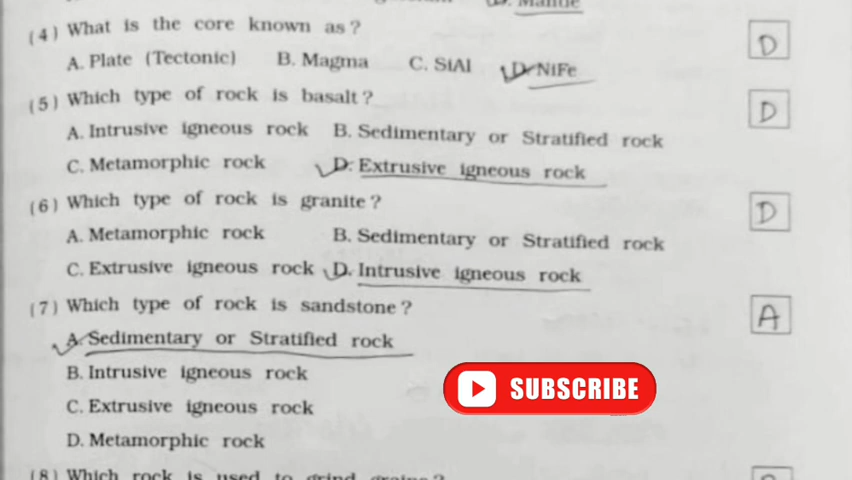 D. Mantle
(4) What is the core known as?
D
A. Plate (Tectonic) B. Magma C. SiAl D. NiFe
(5) Which type of rock is basalt?
D
A. Intrusive igneous rock B. Sedimentary or Stratified rock
C. Metamorphic rock D. Extrusive igneous rock
(6) Which type of rock is granite?
D
A. Metamorphic rock B. Sedimentary or Stratified rock
C. Extrusive igneous rock D. Intrusive igneous rock
(7) Which type of rock is sandstone?
A
A. Sedimentary or Stratified rock
B. Intrusive igneous rock
SUBSCRIBE
C. Extrusive igneous rock
D. Metamorphic rock
(8) Which rock is used to grind grains?